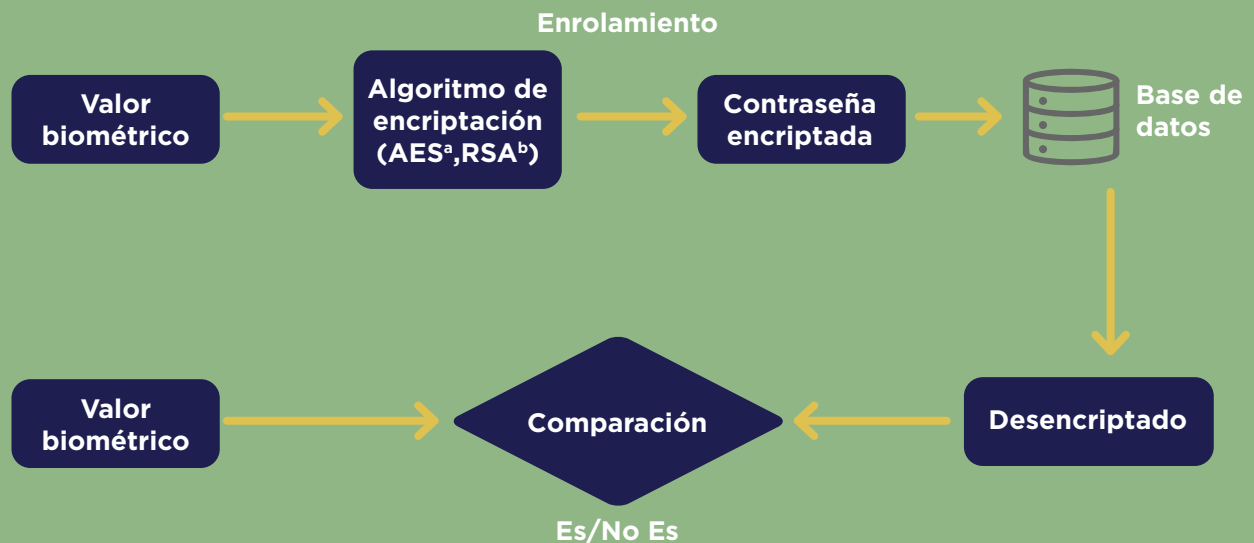 Enrolamiento
Valor
biométrico
Algoritmo de
encriptación
(AESᵃ,RSAᵇ)
Contraseña
encriptada
Base de
datos
Valor
biométrico
Comparación
Desencriptado
Es/No Es